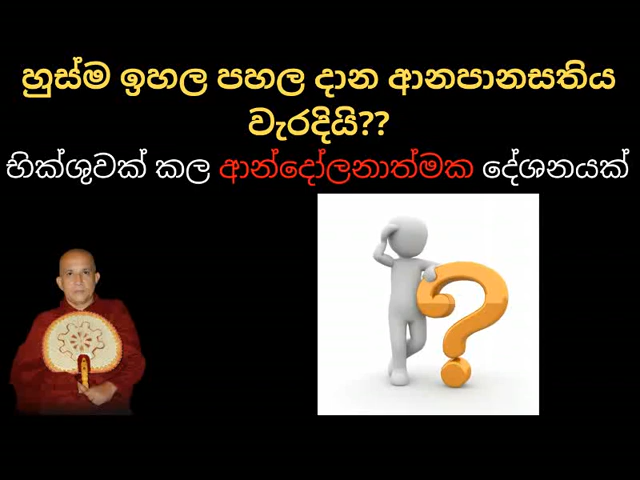 හුස්ම ඉහල පහල දාන ආනපානසතිය
වැරදියි??
භික්ශුවක් කල ආන්දෝලනාත්මක දේශනයක්